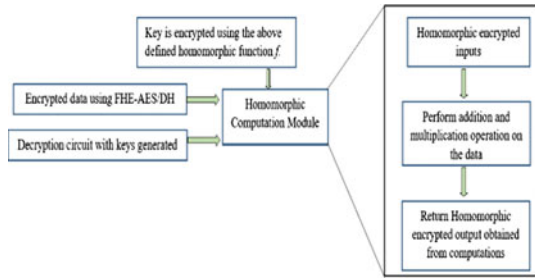 Key is encrypted using the above
defined homomorphic function f.
Encrypted data using FHE-AES/DH
Decryption circuit with keys generated
Homomorphic
Computation Module
Homomorphic encrypted
inputs
Perform addition and
multiplication operation on
the data
Return Homomorphic
encrypted output obtained
from computations